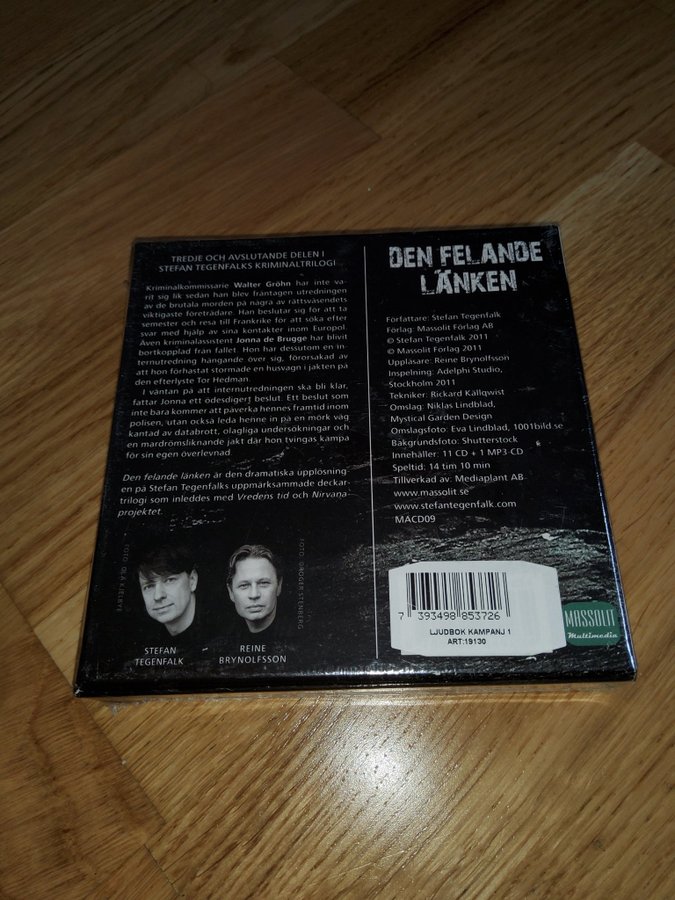 TREDJE OCH AVSLUTANDE DELEN I
STEFAN TEGENFALKS KRIMINALTRILOGI
Kriminalkommissarie Walter Gröhn har inte va-
rit sig lik sedan han blev fråntagen utredningen
av de brutala morden på några av rättsväsendets
viktigaste företrädare. Han beslutar sig för att ta
semester och resa till Frankrike för att söka efter
svar med hjälp av sina kontakter inom Europol.
Även kriminalassistent Jonna de Brugge har blivit
bortkopplad från fallet. Hon har dessutom en in-
ternutredning hängande över sig, förorsakad av
att hon förhastat stormade en husvagn i jakten på
den efterlyste Tor Hedman.
I väntan på att internutredningen ska bli klar,
fattar Jonna ett ödesdigert beslut. Ett beslut som
inte bara kommer att påverka hennes framtid inom
polisen, utan också leda henne in på en mörk väg
kantad av databrott, olagliga undersökningar och
en mardrömsliknande jakt där hon tvingas kämpa
för sin egen överlevnad.
Den felande länken är den dramatiska upplösning-
en på Stefan Tegenfalks uppmärksammade deckar-
trilogi som inleddes med Vredens tid och Nirvana-
projektet.
STEFAN
TEGENFALK
REINE
BRYNOLFSSON
FOTO: GREGER STENBERG
DEN FELANDE
LÄNKEN
Författare: Stefan Tegenfalk
Förlag: Massolit Förlag AB
© Stefan Tegenfalk 2011
© Massolit Förlag 2011
Uppläsare: Reine Brynolfsson
Inspelning: Adelphi Studio,
Stockholm 2011
Tekniker: Rickard Källqwist
Omslag: Niklas Lindblad,
Mystical Garden Design
Omslagsfoto: Eva Lindblad, 1001bild.se
Bakgrundsfoto: Shutterstock
Innehåller: 11 CD + 1 MP3-CD
Speltid: 14 tim 10 min
Tillverkad av: Mediaplant AB
www.massolit.se
www.stefantegenfalk.com
MACD09
7 393498 853726
LJUDBOK KAMPANJ 1
ART:19130
MASSOLIT
Multimedia